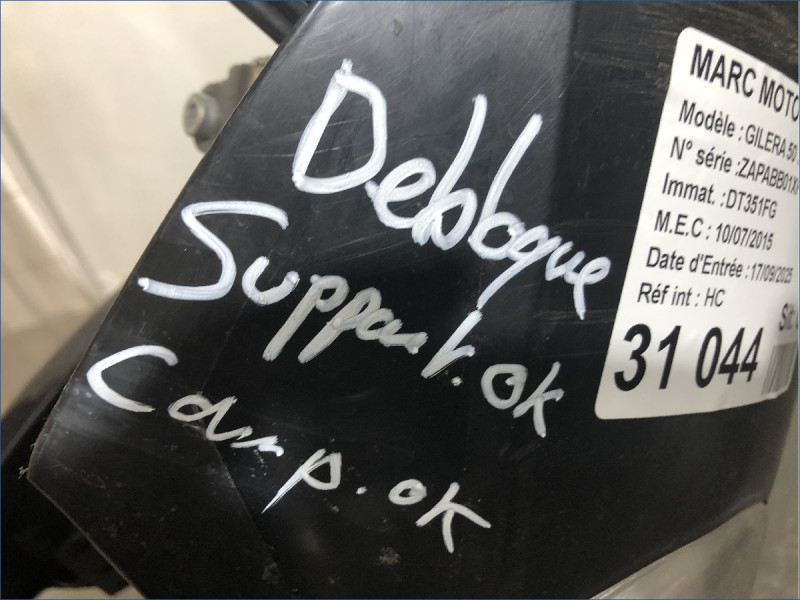 Debloque
Support.ok
Comp.ok
MARC MOTO
Modèle : GILERA 50
N° série : ZAPABB01X
Immat. : DT351FG
M.E.C : 10/07/2015
Date d'Entrée : 17/09/2025
Réf int : HC
31 044